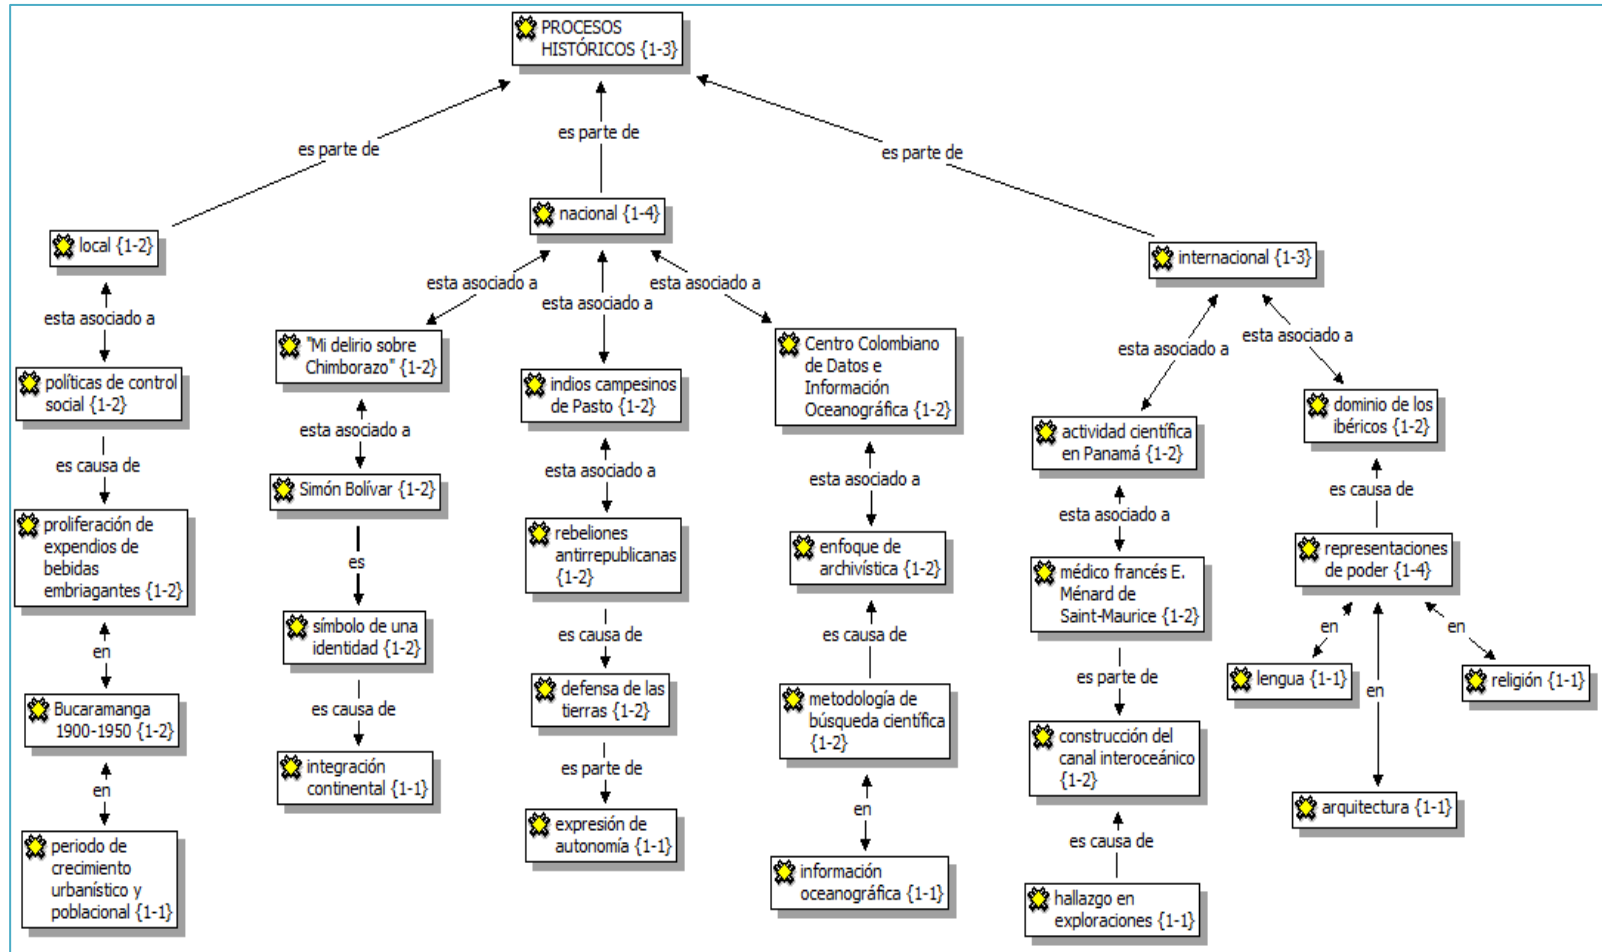 PROCESOS
HISTÓRICOS {1-3}
es parte de
es parte de
es parte de
local {1-2}
nacional {1-4}
internacional {1-3}
esta asociado a
políticas de control
social {1-2}
es causa de
proliferación de
expendios de
bebidas
embriagantes {1-2}
en
Bucaramanga
1900-1950 {1-2}
en
periodo de
crecimiento
urbanístico y
poblacional {1-1}
esta asociado a
"Mi delirio sobre
Chimborazo" {1-2}
esta asociado a
Simón Bolívar {1-2}
es
símbolo de una
identidad {1-2}
es causa de
integración
continental {1-1}
esta asociado a
indios campesinos
de Pasto {1-2}
esta asociado a
rebeliones
antirrepublicanas
{1-2}
es causa de
defensa de las
tierras {1-2}
es parte de
expresión de
autonomía {1-1}
esta asociado a
Centro Colombiano
de Datos e
Información
Oceanográfica {1-2}
esta asociado a
enfoque de
archivística {1-2}
es causa de
metodología de
búsqueda científica
{1-2}
en
información
oceanográfica {1-1}
esta asociado a
actividad científica
en Panamá {1-2}
esta asociado a
médico francés E.
Ménard de
Saint-Maurice {1-2}
es parte de
construcción del
canal interoceánico
{1-2}
es causa de
hallazgo en
exploraciones {1-1}
esta asociado a
dominio de los
ibéricos {1-2}
es causa de
representaciones
de poder {1-4}
en
en
en
lengua {1-1}
religión {1-1}
arquitectura {1-1}